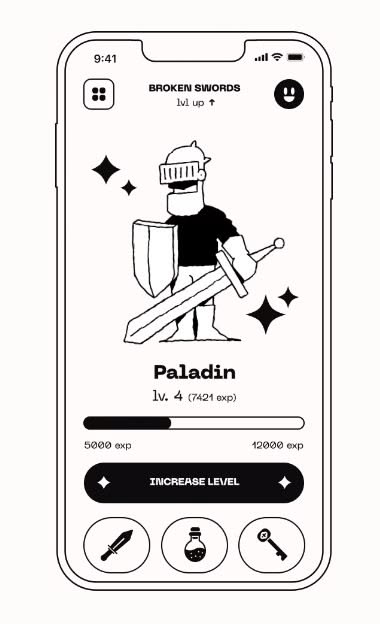 9:41
BROKEN SWORDS
lvl up ↑
Paladin
lv. 4 (7421 exp)
5000 exp 12000 exp
INCREASE LEVEL